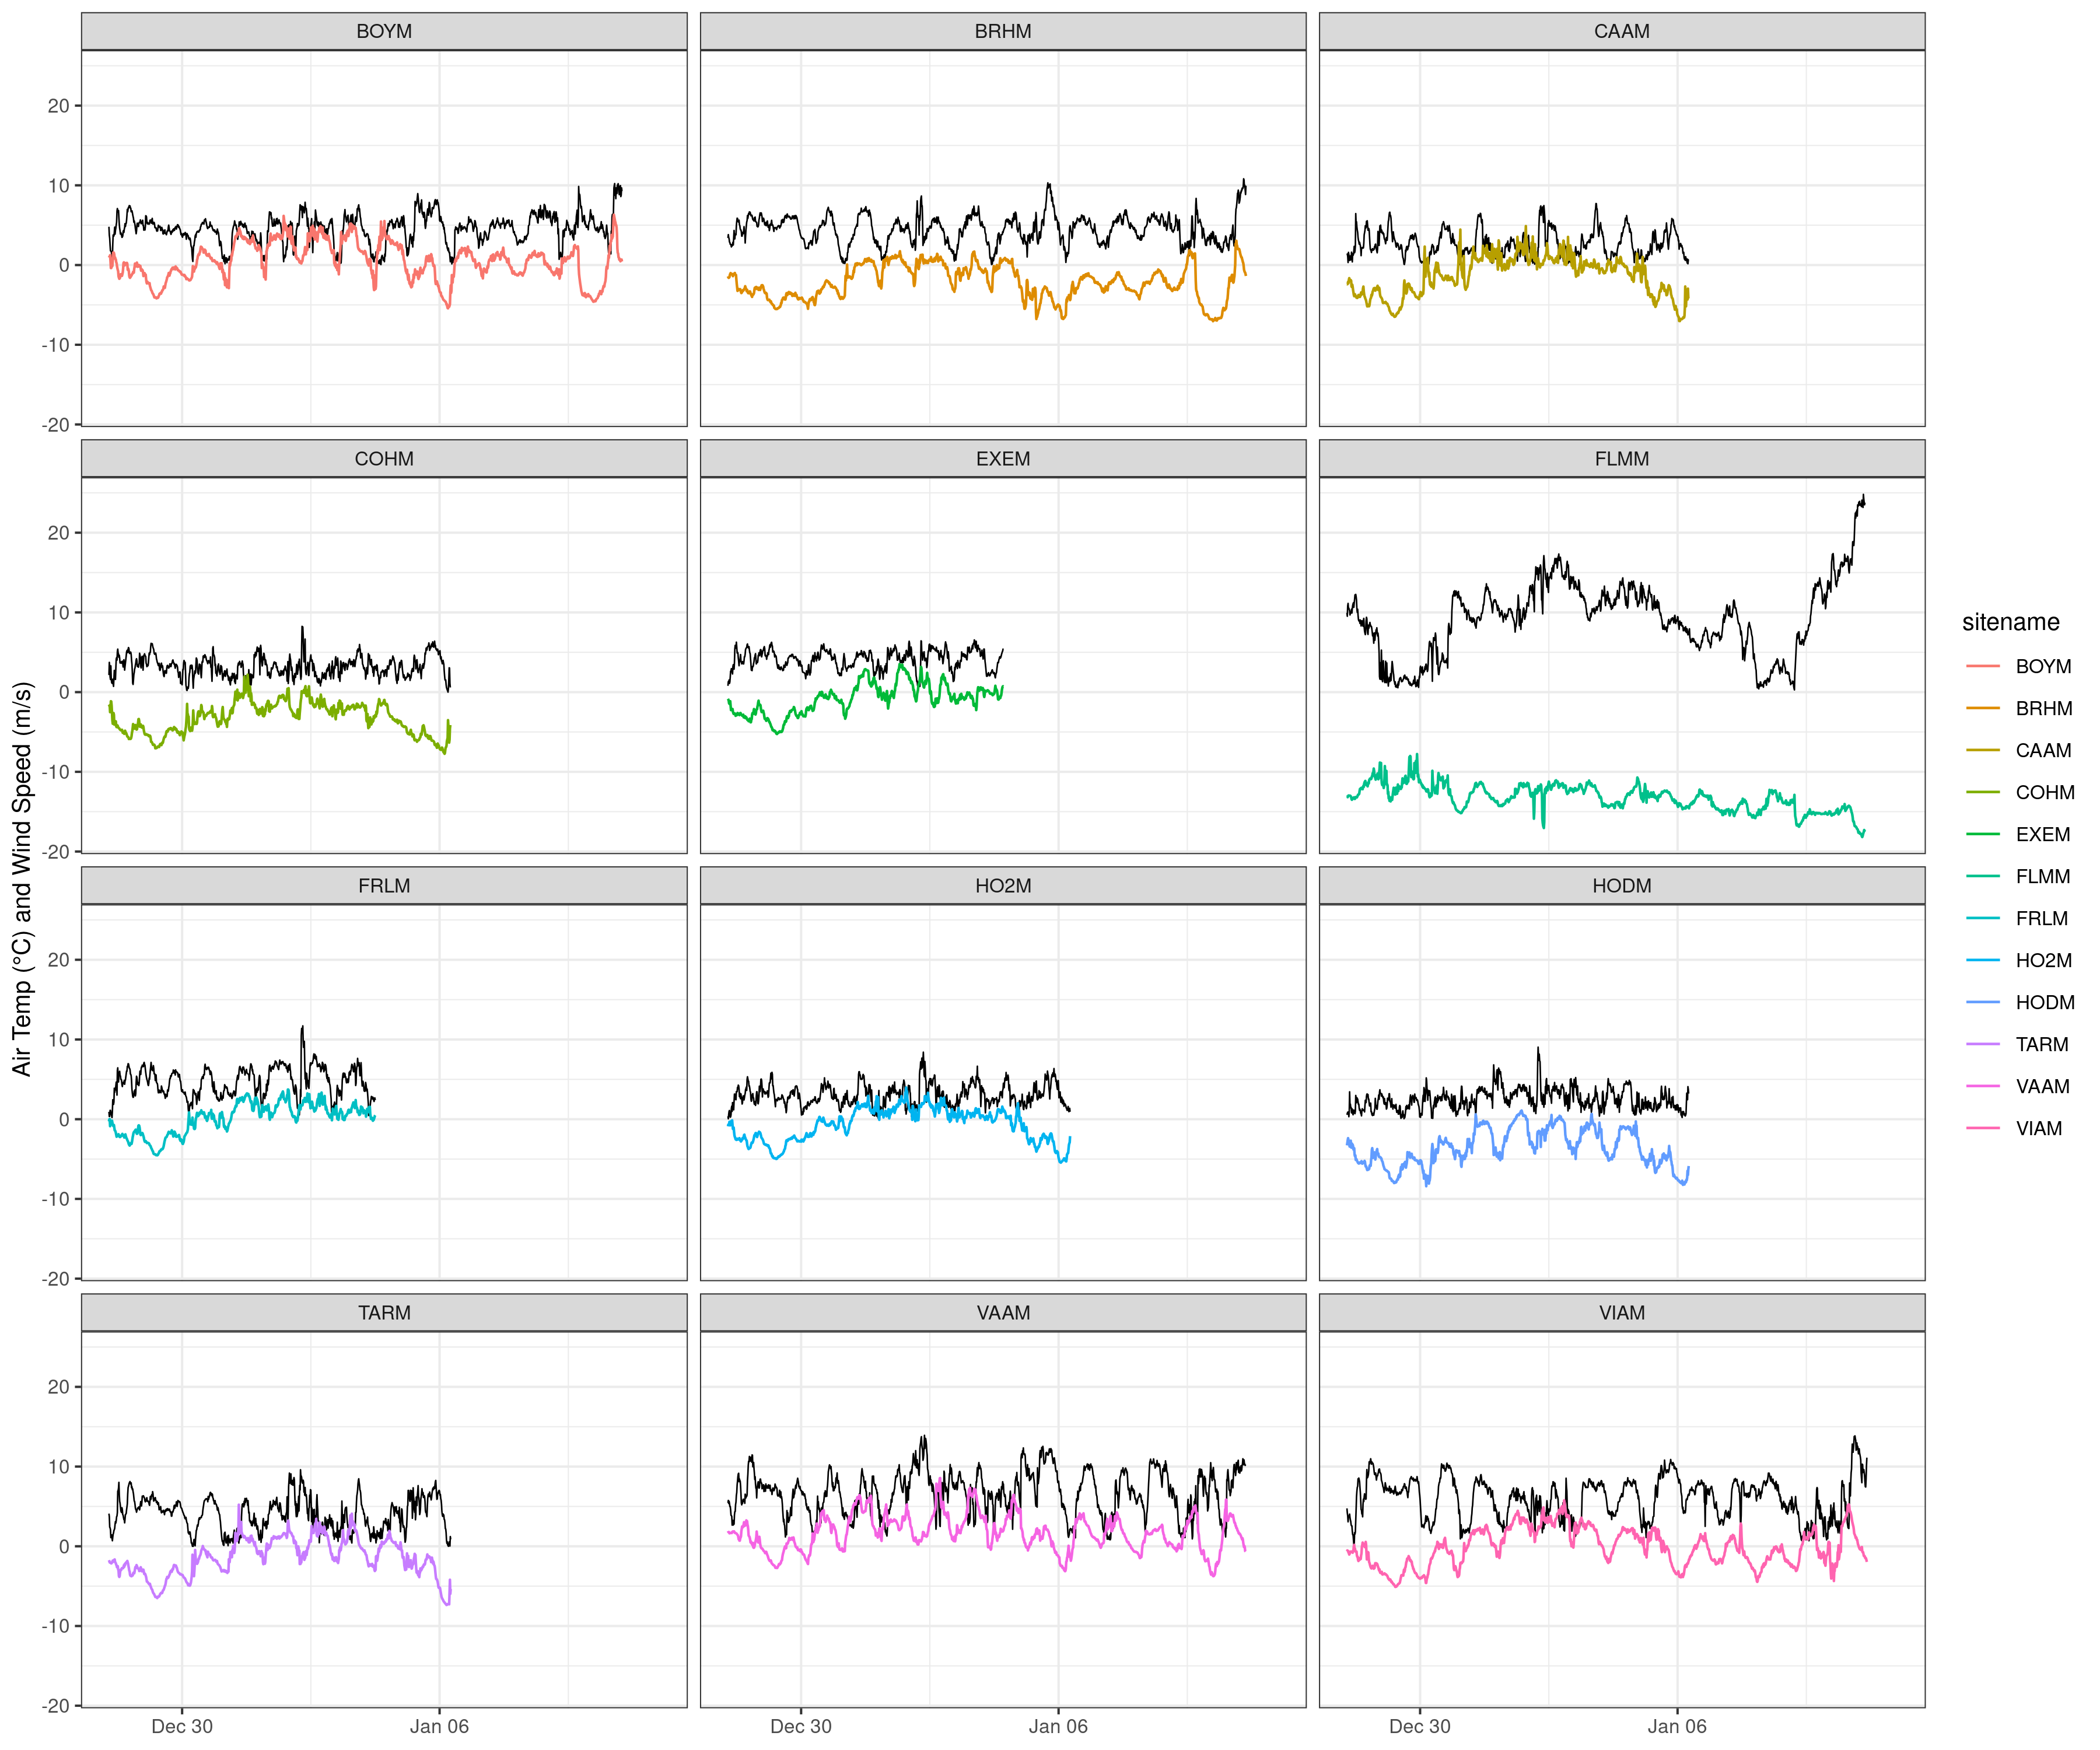 BOYM BRHM CAAM
20
10
0
-10
-20
COHM EXEM FLMM
20
10
0
-10
-20
FRLM HO2M HODM
20
10
0
-10
-20
TARM VAAM VIAM
20
10
0
-10
-20
Dec 30 Jan 06 Dec 30 Jan 06 Dec 30 Jan 06
Air Temp (°C) and Wind Speed (m/s)
sitename
BOYM
BRHM
CAAM
COHM
EXEM
FLMM
FRLM
HO2M
HODM
TARM
VAAM
VIAM